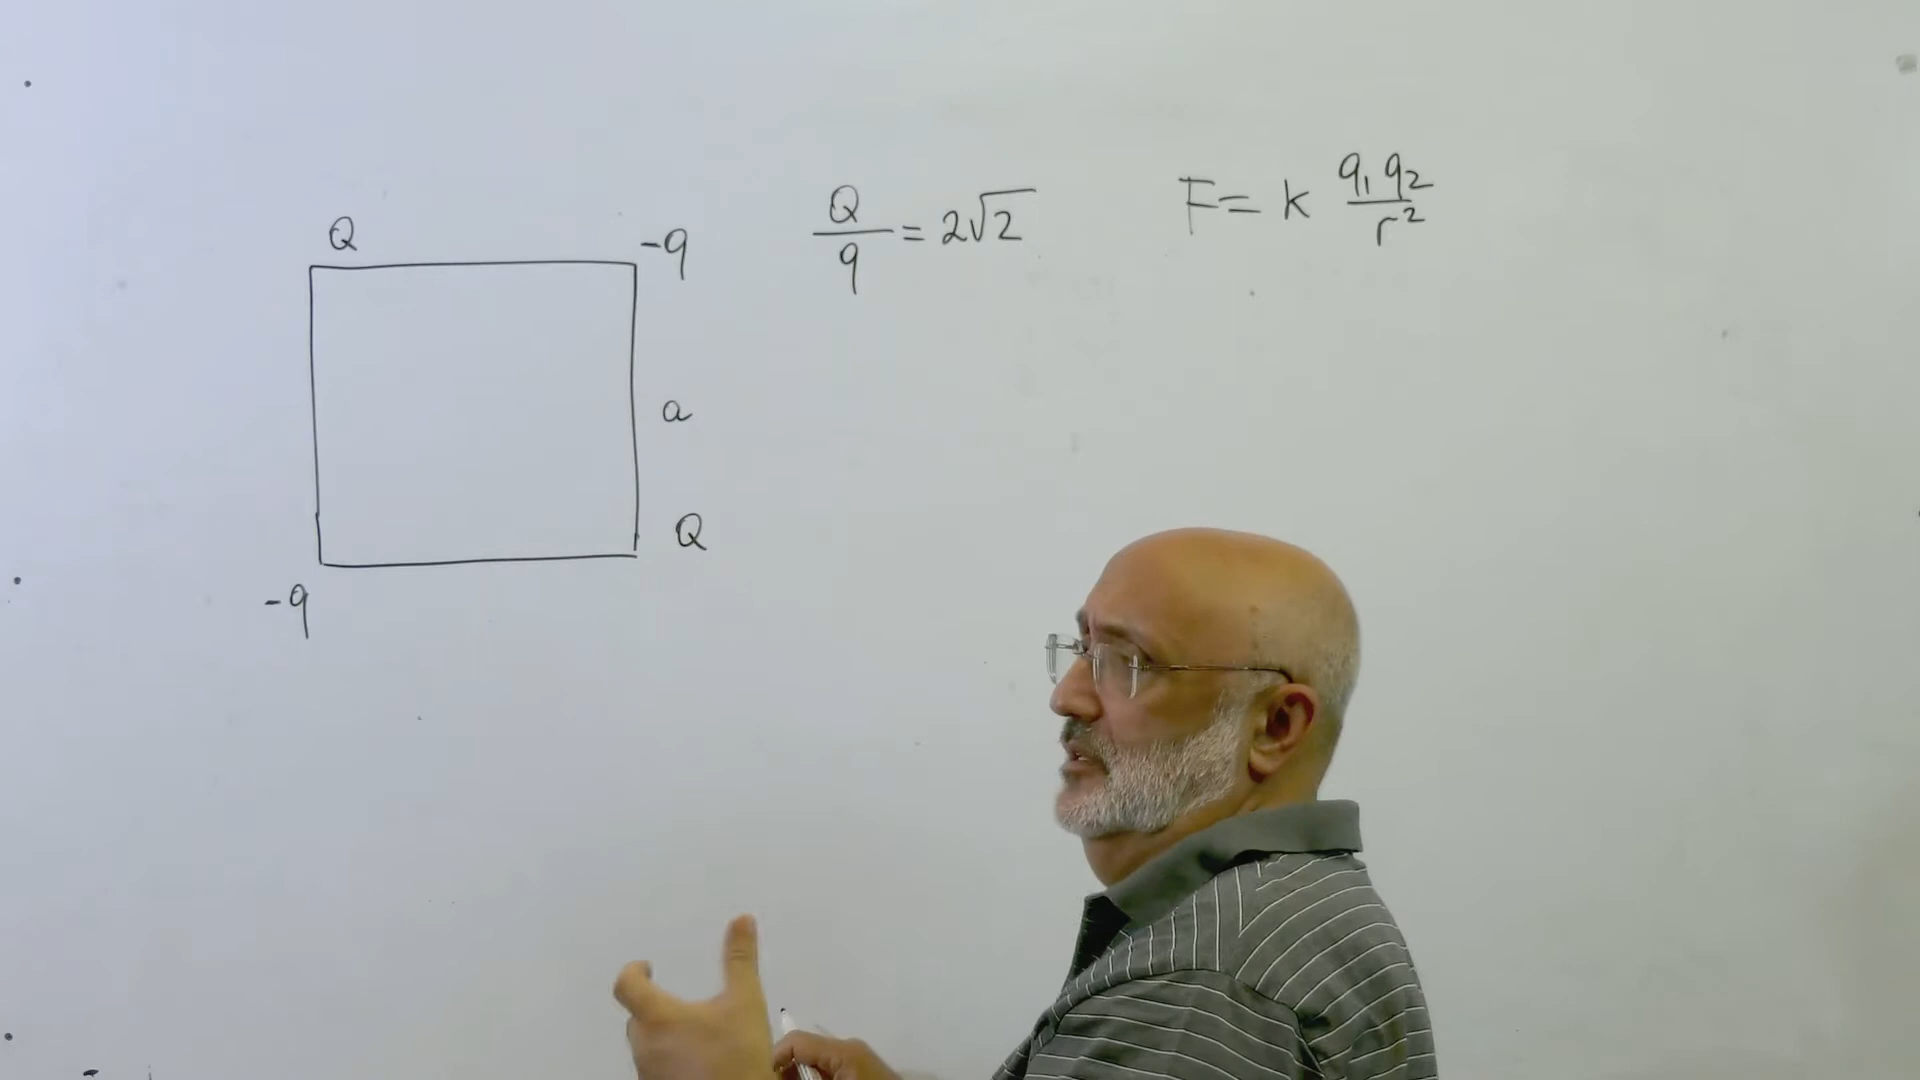 Q
-q
a
Q
-q
Q/q = 2√2
F = k q₁q₂/r²